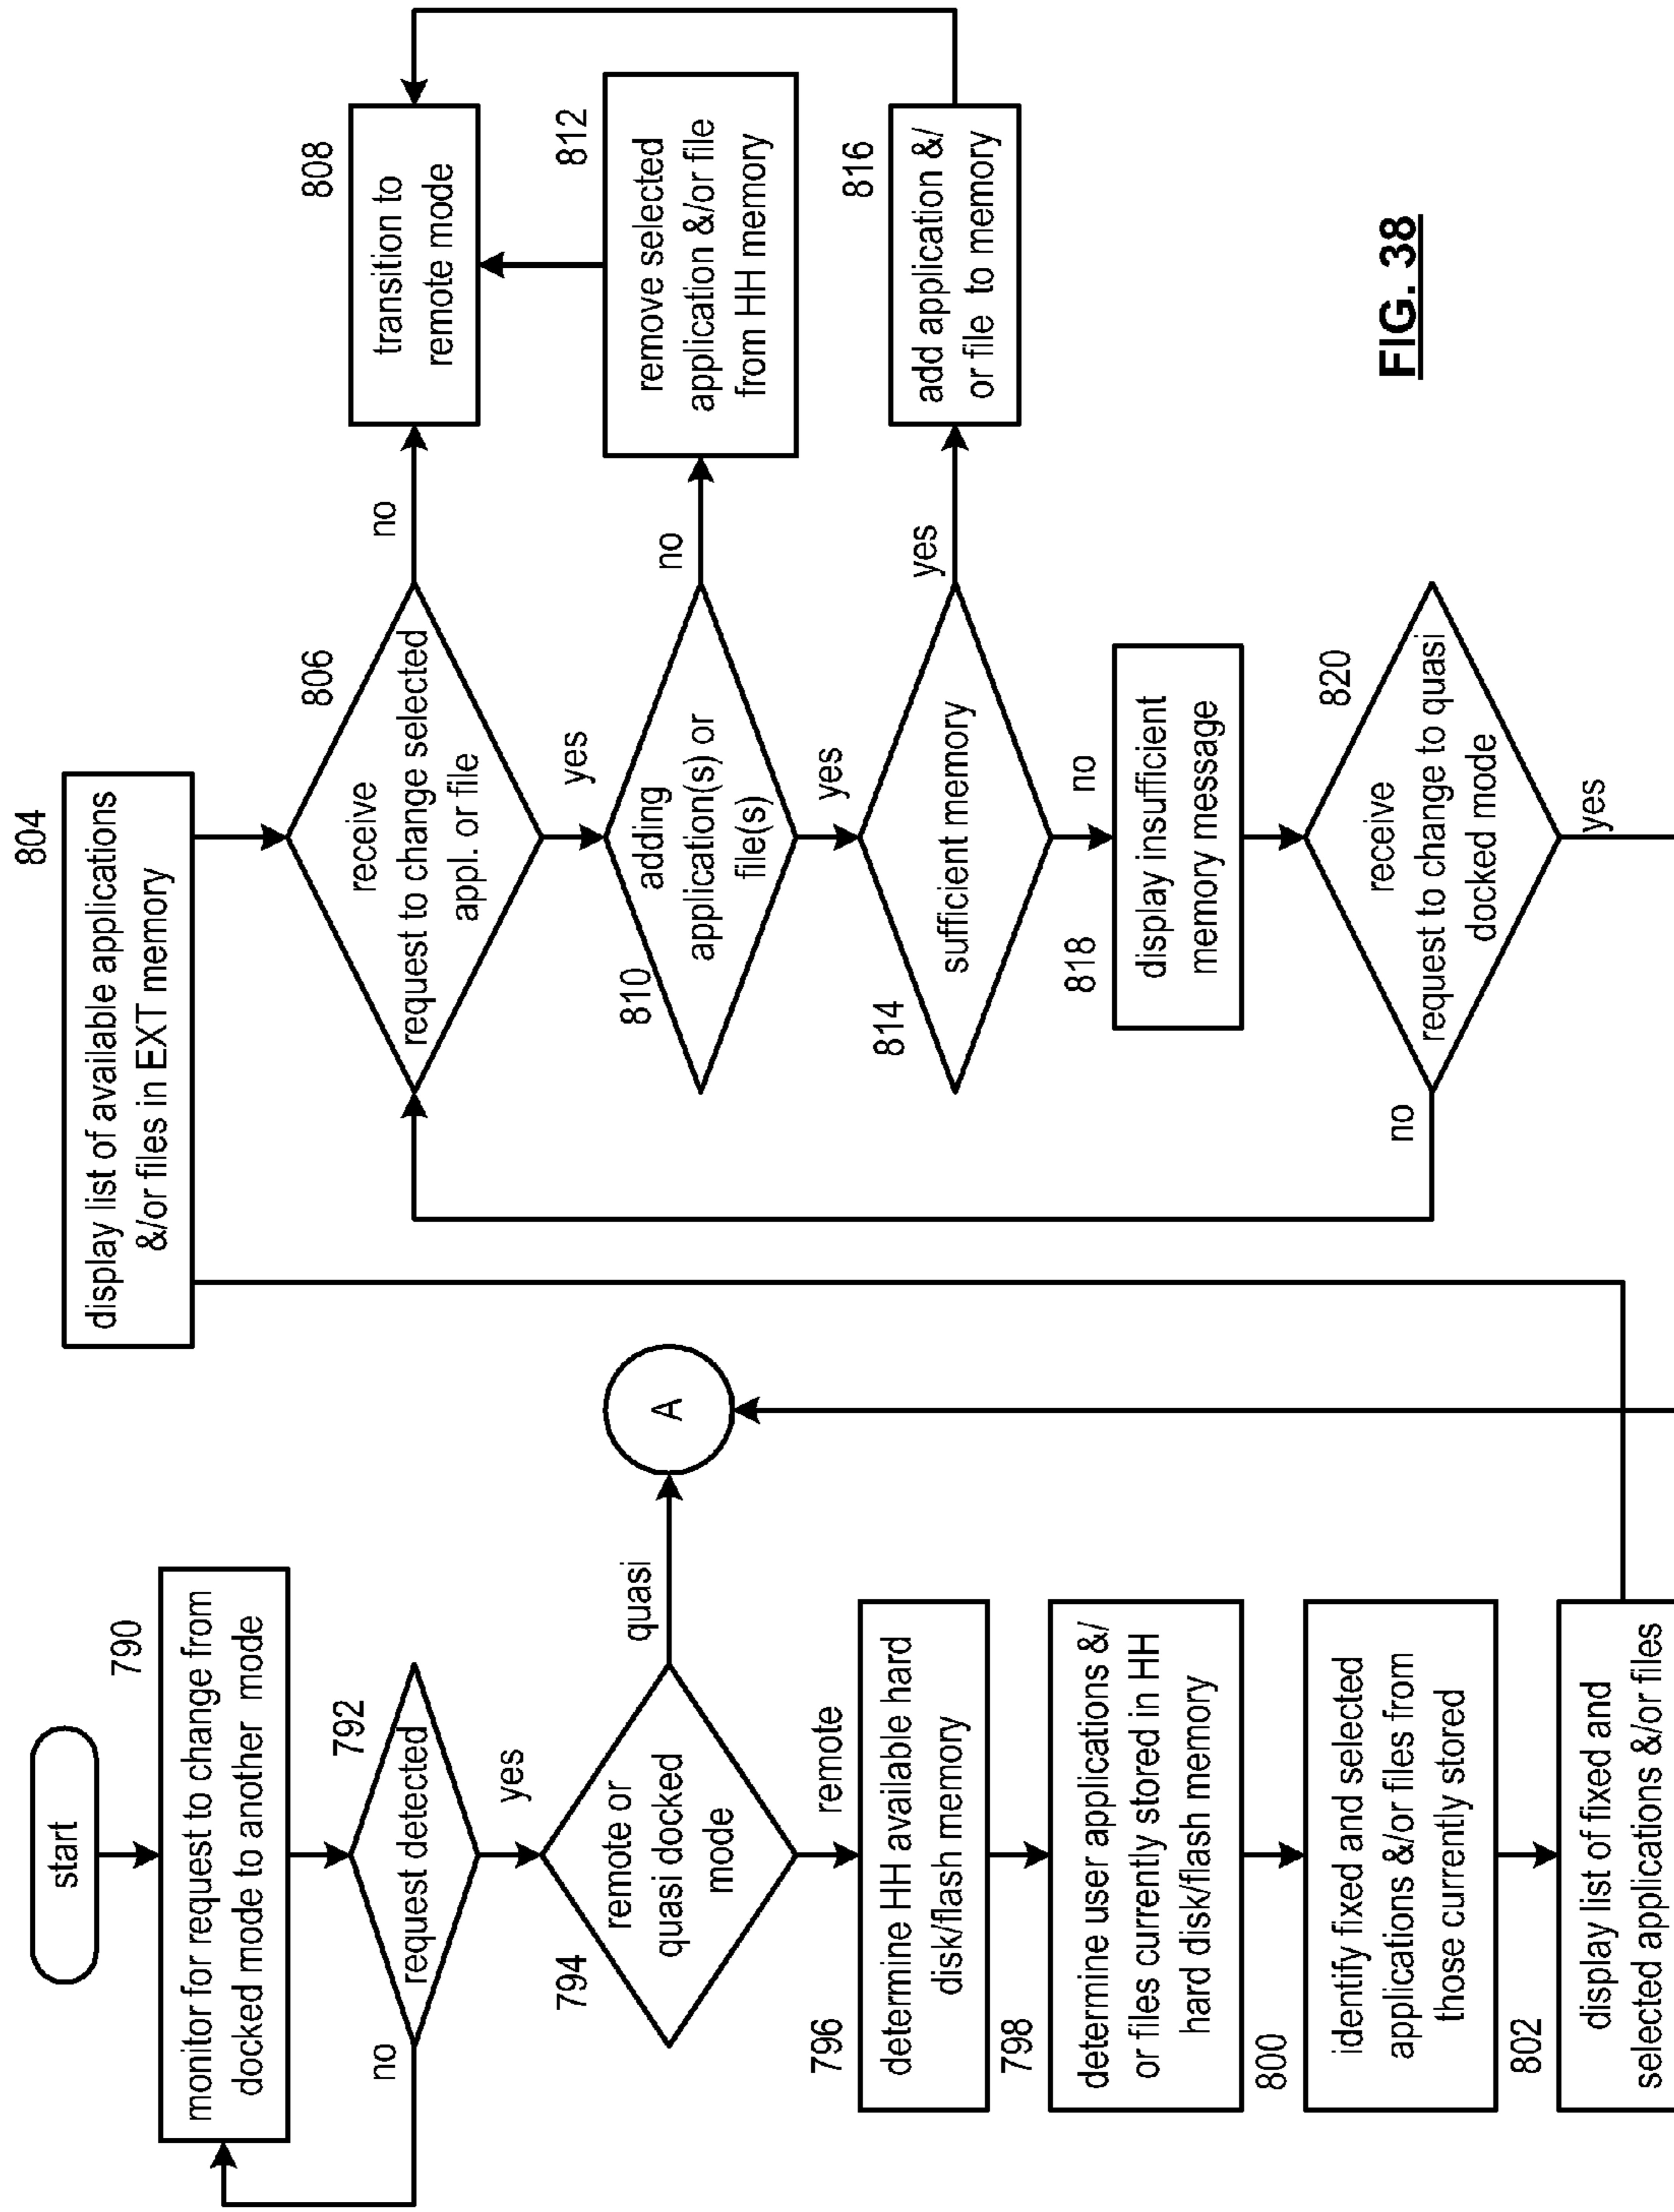 start
790
monitor for request to change from
docked mode to another mode
792
request detected
no
yes
794
remote or
quasi docked
mode
quasi
A
remote
796
determine HH available hard
disk/flash memory
798
determine user applications &/
or files currently stored in HH
hard disk/flash memory
800
identify fixed and selected
applications &/or files from
those currently stored
802
display list of fixed and
selected applications &/or files
804
display list of available applications
&/or files in EXT memory
806
receive
request to change selected
appl. or file
no
808
transition to
remote mode
yes
810
adding
application(s) or
file(s)
no
812
remove selected
application &/or file
from HH memory
yes
814
sufficient memory
yes
816
add application &/
or file to memory
no
818
display insufficient
memory message
820
receive
request to change to quasi
docked mode
no
yes
FIG. 38